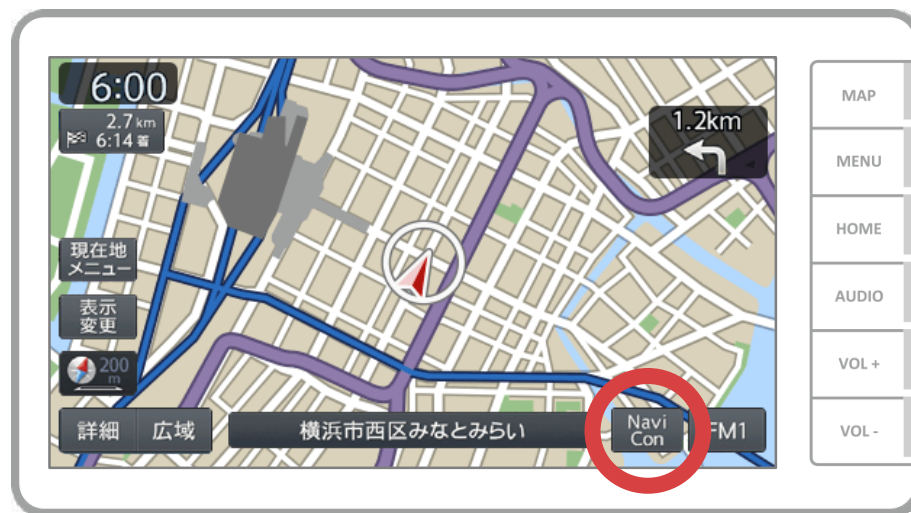 6:00
2.7km
6:14着
1.2km
現在地
メニュー
表示
変更
200
m
詳細
広域
横浜市西区みなとみらい
Navi
Con
FM1
MAP
MENU
HOME
AUDIO
VOL +
VOL -